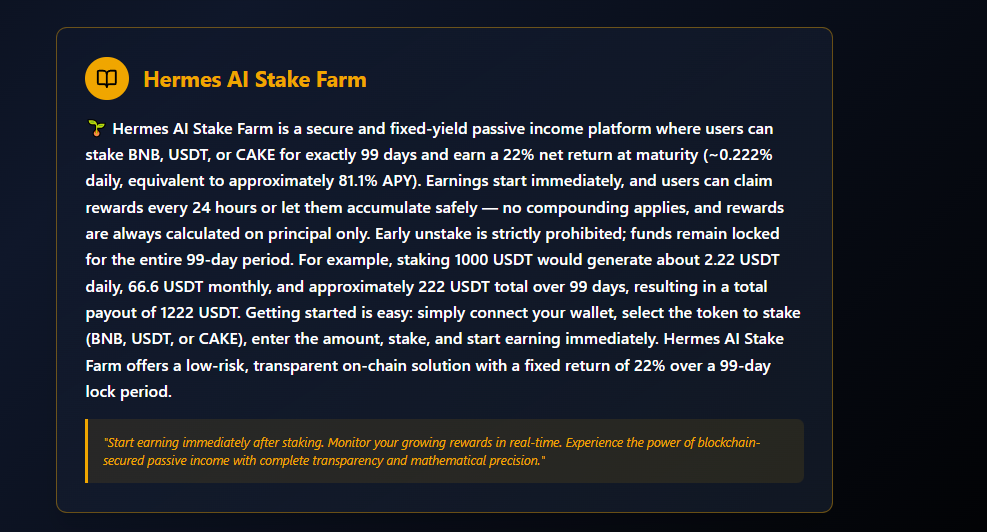 Hermes AI Stake Farm
🌱 Hermes AI Stake Farm is a secure and fixed-yield passive income platform where users can
stake BNB, USDT, or CAKE for exactly 99 days and earn a 22% net return at maturity (~0.222%
daily, equivalent to approximately 81.1% APY). Earnings start immediately, and users can claim
rewards every 24 hours or let them accumulate safely — no compounding applies, and rewards
are always calculated on principal only. Early unstake is strictly prohibited; funds remain locked
for the entire 99-day period. For example, staking 1000 USDT would generate about 2.22 USDT
daily, 66.6 USDT monthly, and approximately 222 USDT total over 99 days, resulting in a total
payout of 1222 USDT. Getting started is easy: simply connect your wallet, select the token to stake
(BNB, USDT, or CAKE), enter the amount, stake, and start earning immediately. Hermes AI Stake
Farm offers a low-risk, transparent on-chain solution with a fixed return of 22% over a 99-day
lock period.
"Start earning immediately after staking. Monitor your growing rewards in real-time. Experience the power of blockchain-
secured passive income with complete transparency and mathematical precision."